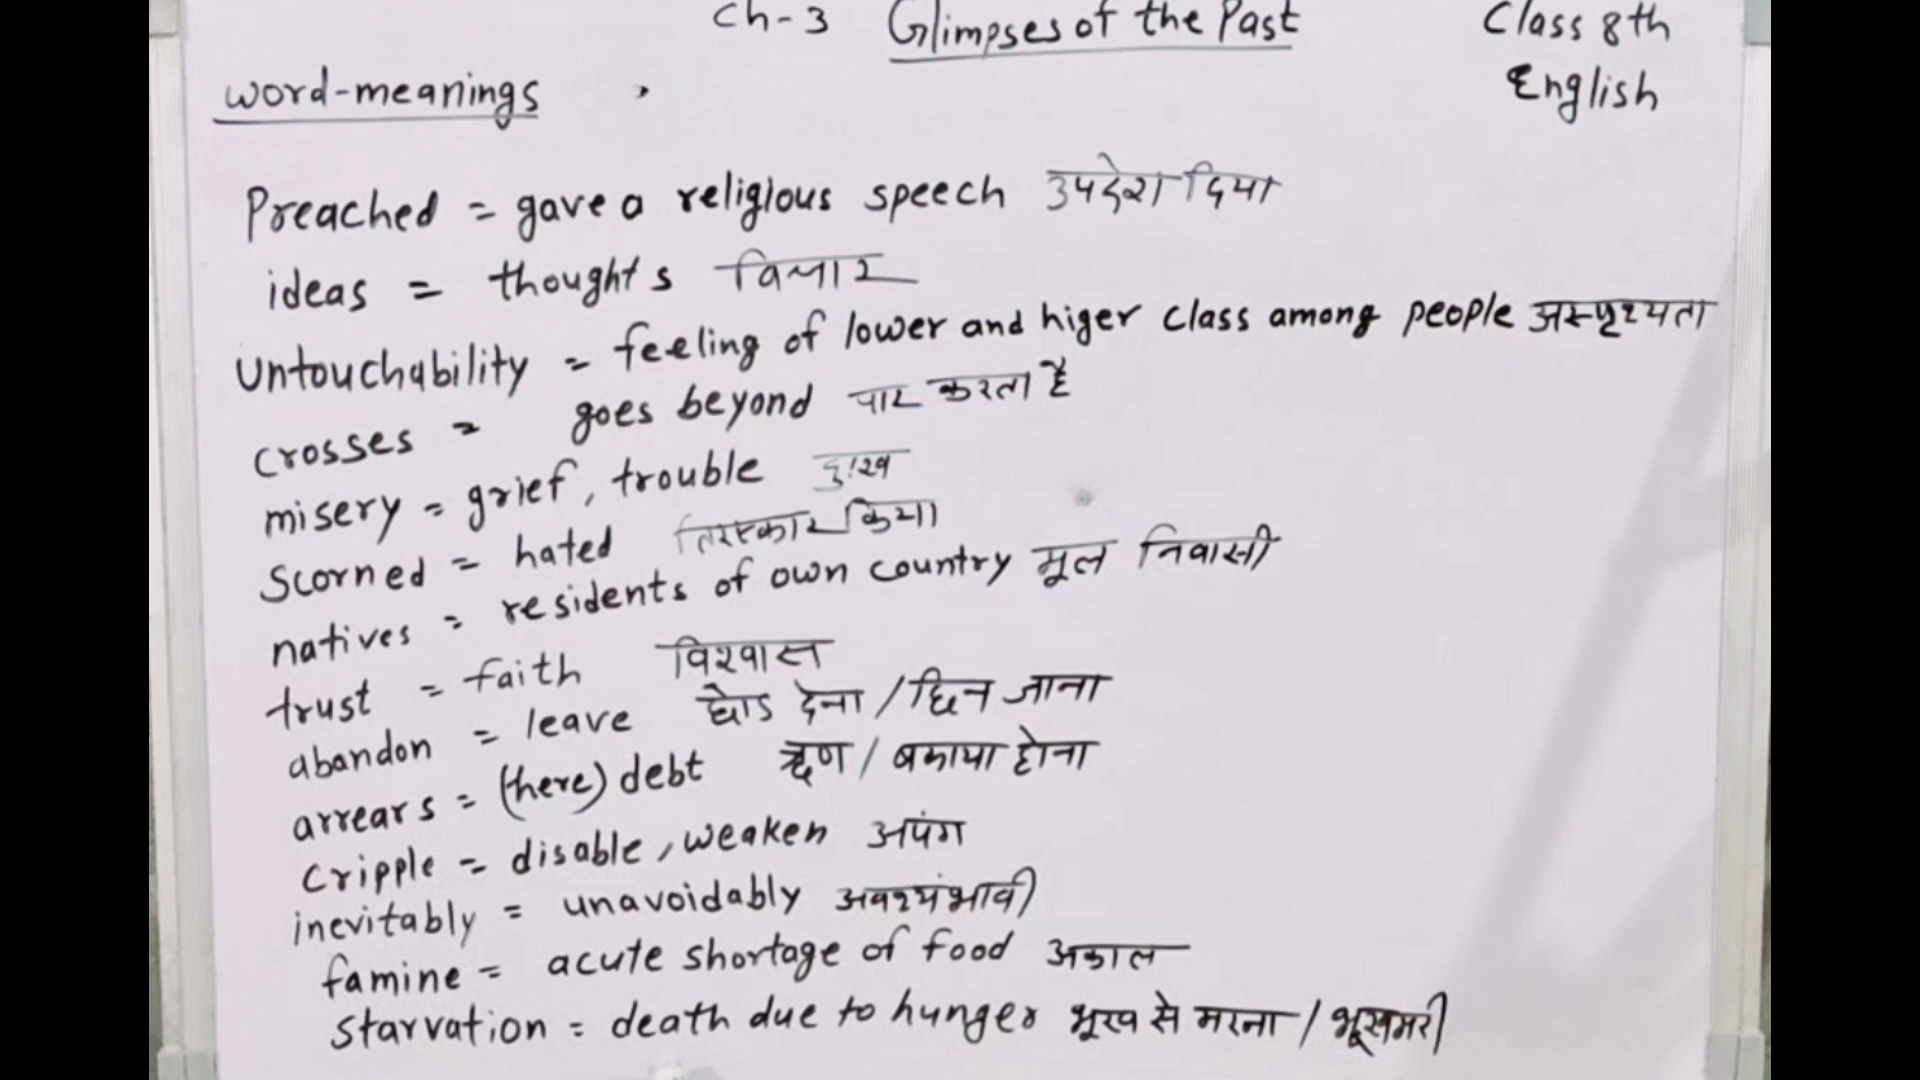 Ch-3 Glimpses of the Past Class 8th
English
word-meanings
Preached = gave a religious speech उपदेश दिया
ideas = thoughts विचार
Untouchability = feeling of lower and higer class among people अस्पृश्यता
crosses = goes beyond पार करता है
misery = grief, trouble दुःख
Scorned = hated तिरस्कार किया
natives = residents of own country मूल निवासी
trust = faith विश्वास
abandon = leave छोड देना / छिन जाना
arrears = (here) debt ऋण / बकाया होना
cripple = disable, weaken अपंग
inevitably = unavoidably अवश्यंभावी
famine = acute shortage of food अकाल
starvation = death due to hunger भूख से मरना / भूखमरी